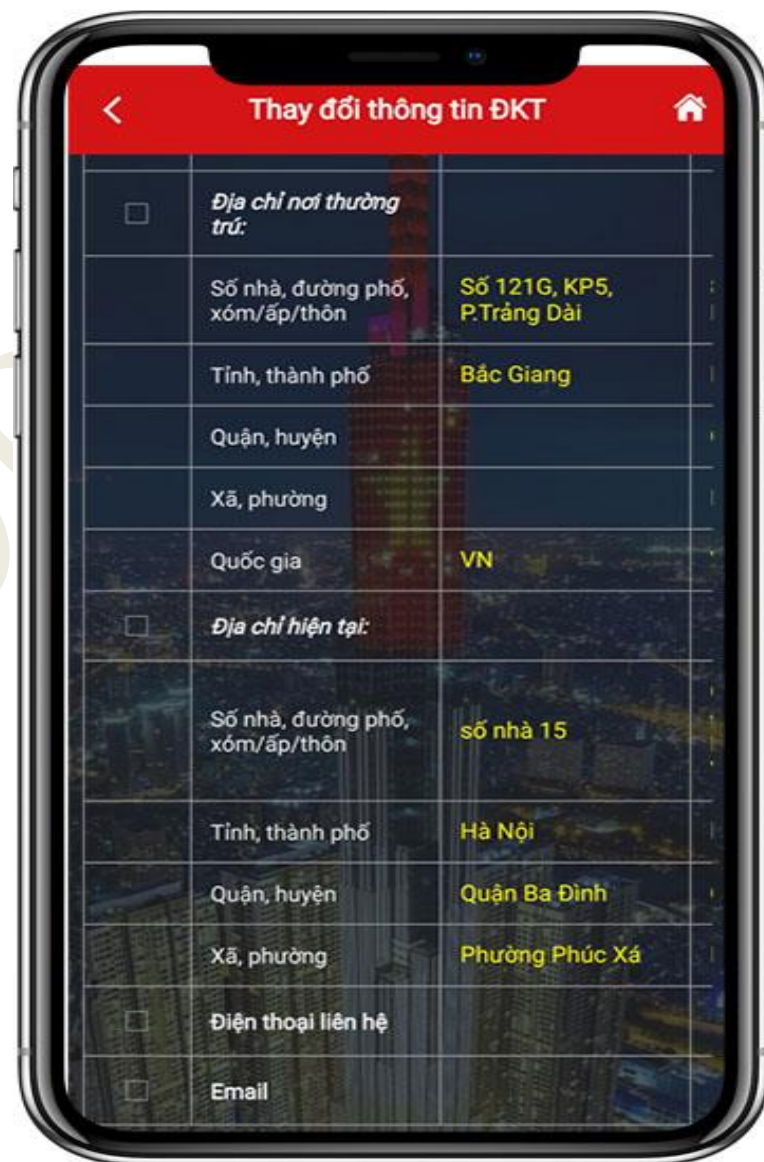 Thay đổi thông tin ĐKT
Địa chỉ nơi thường
trú:
Số nhà, đường phố,
xóm/ấp/thôn
Số 121G, KP5,
P.Trảng Dài
Tỉnh, thành phố
Bắc Giang
Quận, huyện
Xã, phường
Quốc gia
VN
Địa chỉ hiện tại:
Số nhà, đường phố,
xóm/ấp/thôn
số nhà 15
Tỉnh, thành phố
Hà Nội
Quận, huyện
Quận Ba Đình
Xã, phường
Phường Phúc Xá
Điện thoại liên hệ
Email